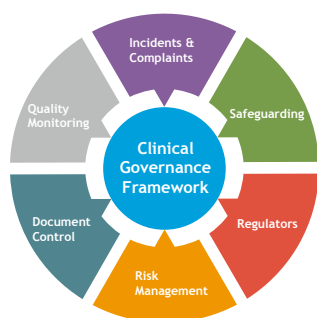 Incidents &
Complaints
Safeguarding
Regulators
Risk
Management
Document
Control
Quality
Monitoring
Clinical
Governance
Framework